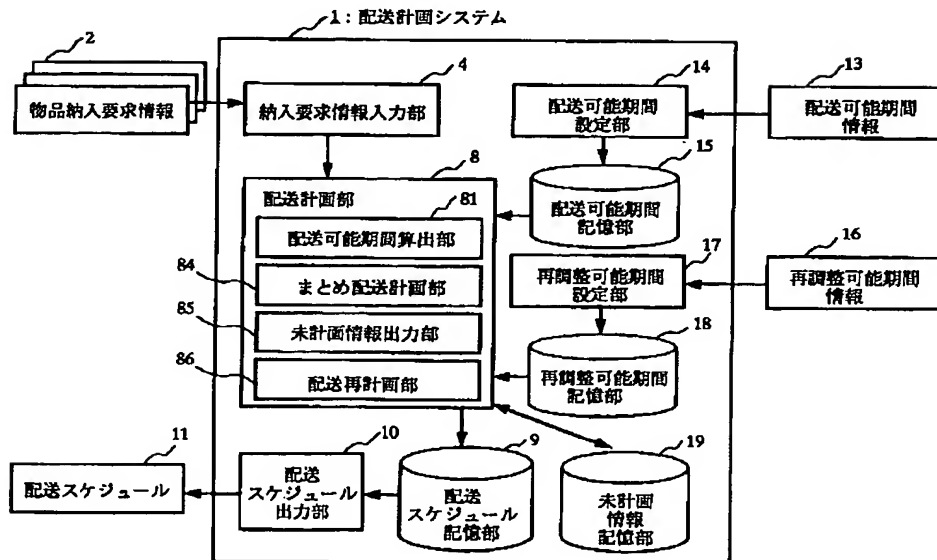 1：配送計画システム
2
物品納入要求情報
4
納入要求情報入力部
14
配送可能期間
設定部
13
配送可能期間
情報
15
配送可能期間
記憶部
8
配送計画部
81
配送可能期間算出部
84
まとめ配送計画部
85
未計画情報出力部
86
配送再計画部
17
再調整可能期間
設定部
16
再調整可能期間
情報
18
再調整可能期間
記憶部
11
配送スケジュール
10
配送
スケジュール
出力部
9
配送
スケジュール
記憶部
19
未計画
情報
記憶部